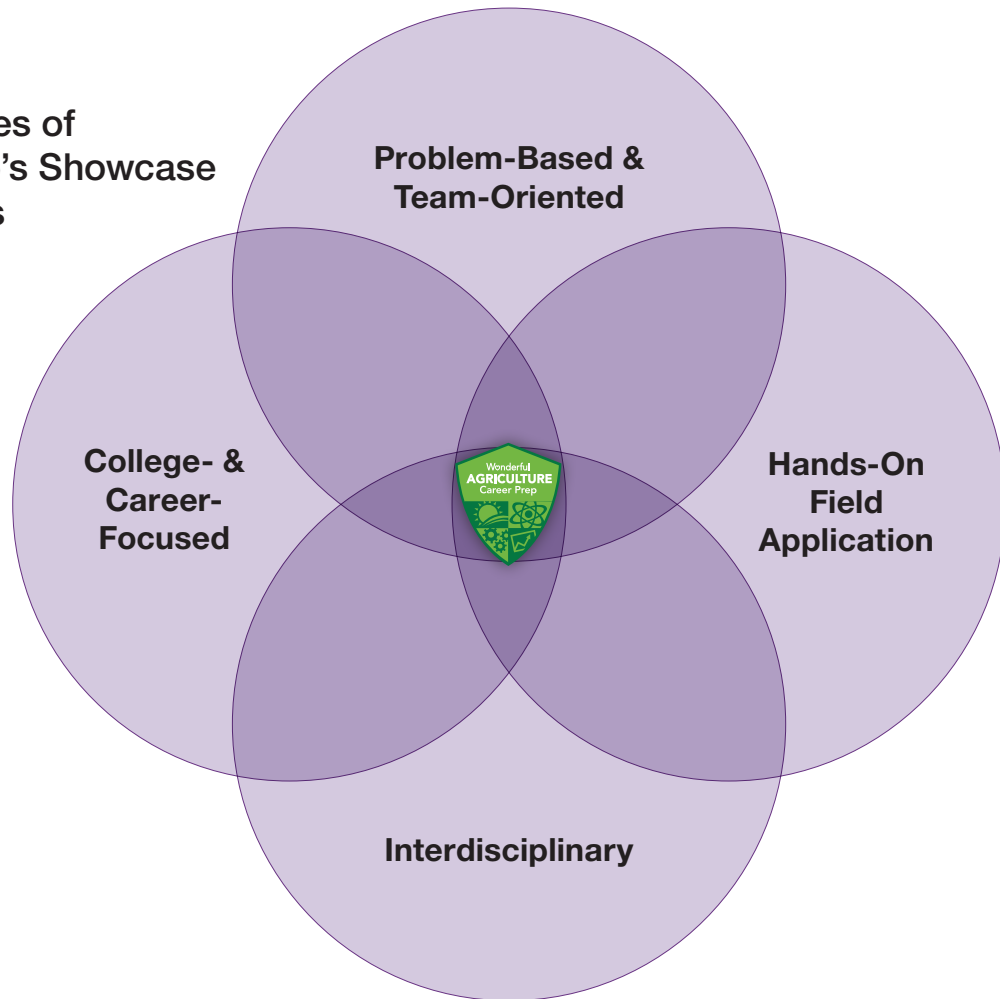 es of
's Showcase
s
Problem-Based &
Team-Oriented
College- &
Career-
Focused
Wonderful
AGRICULTURE
Career Prep
Hands-On
Field
Application
Interdisciplinary